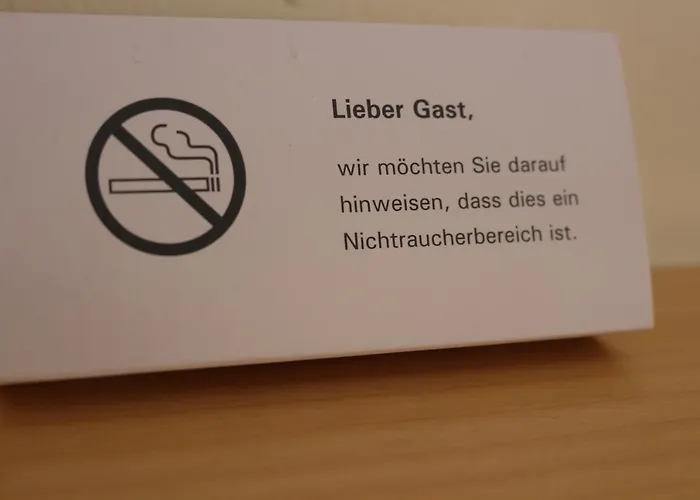 Lieber Gast,
wir möchten Sie darauf
hinweisen, dass dies ein
Nichtraucherbereich ist.